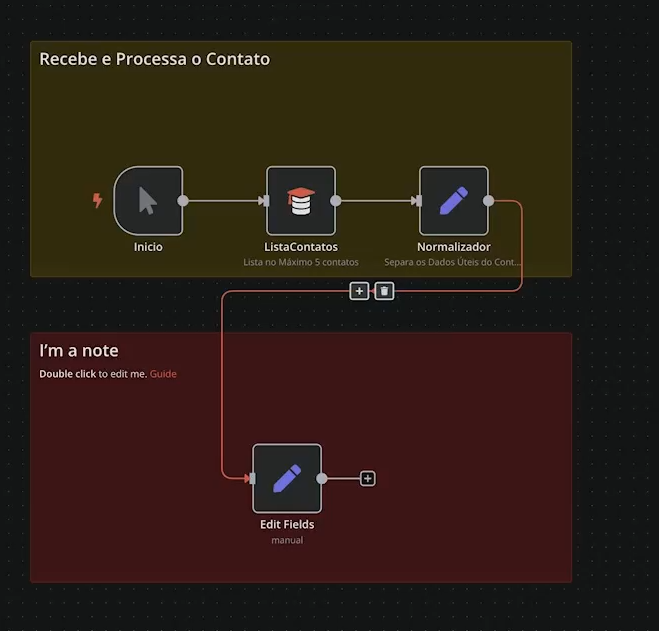 Recebe e Processa o Contato
Inicio
ListaContatos
Normalizador
Lista no Máximo 5 contatos
Separa os Dados Úteis do Cont...
I'm a note
Double click to edit me. Guide
Edit Fields
manual